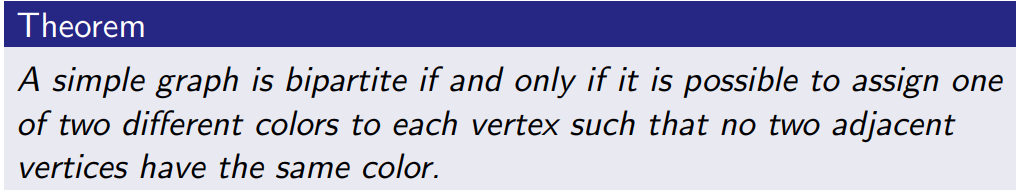 Theorem
A simple graph is bipartite if and only if it is possible to assign one
of two different colors to each vertex such that no two adjacent
vertices have the same color.